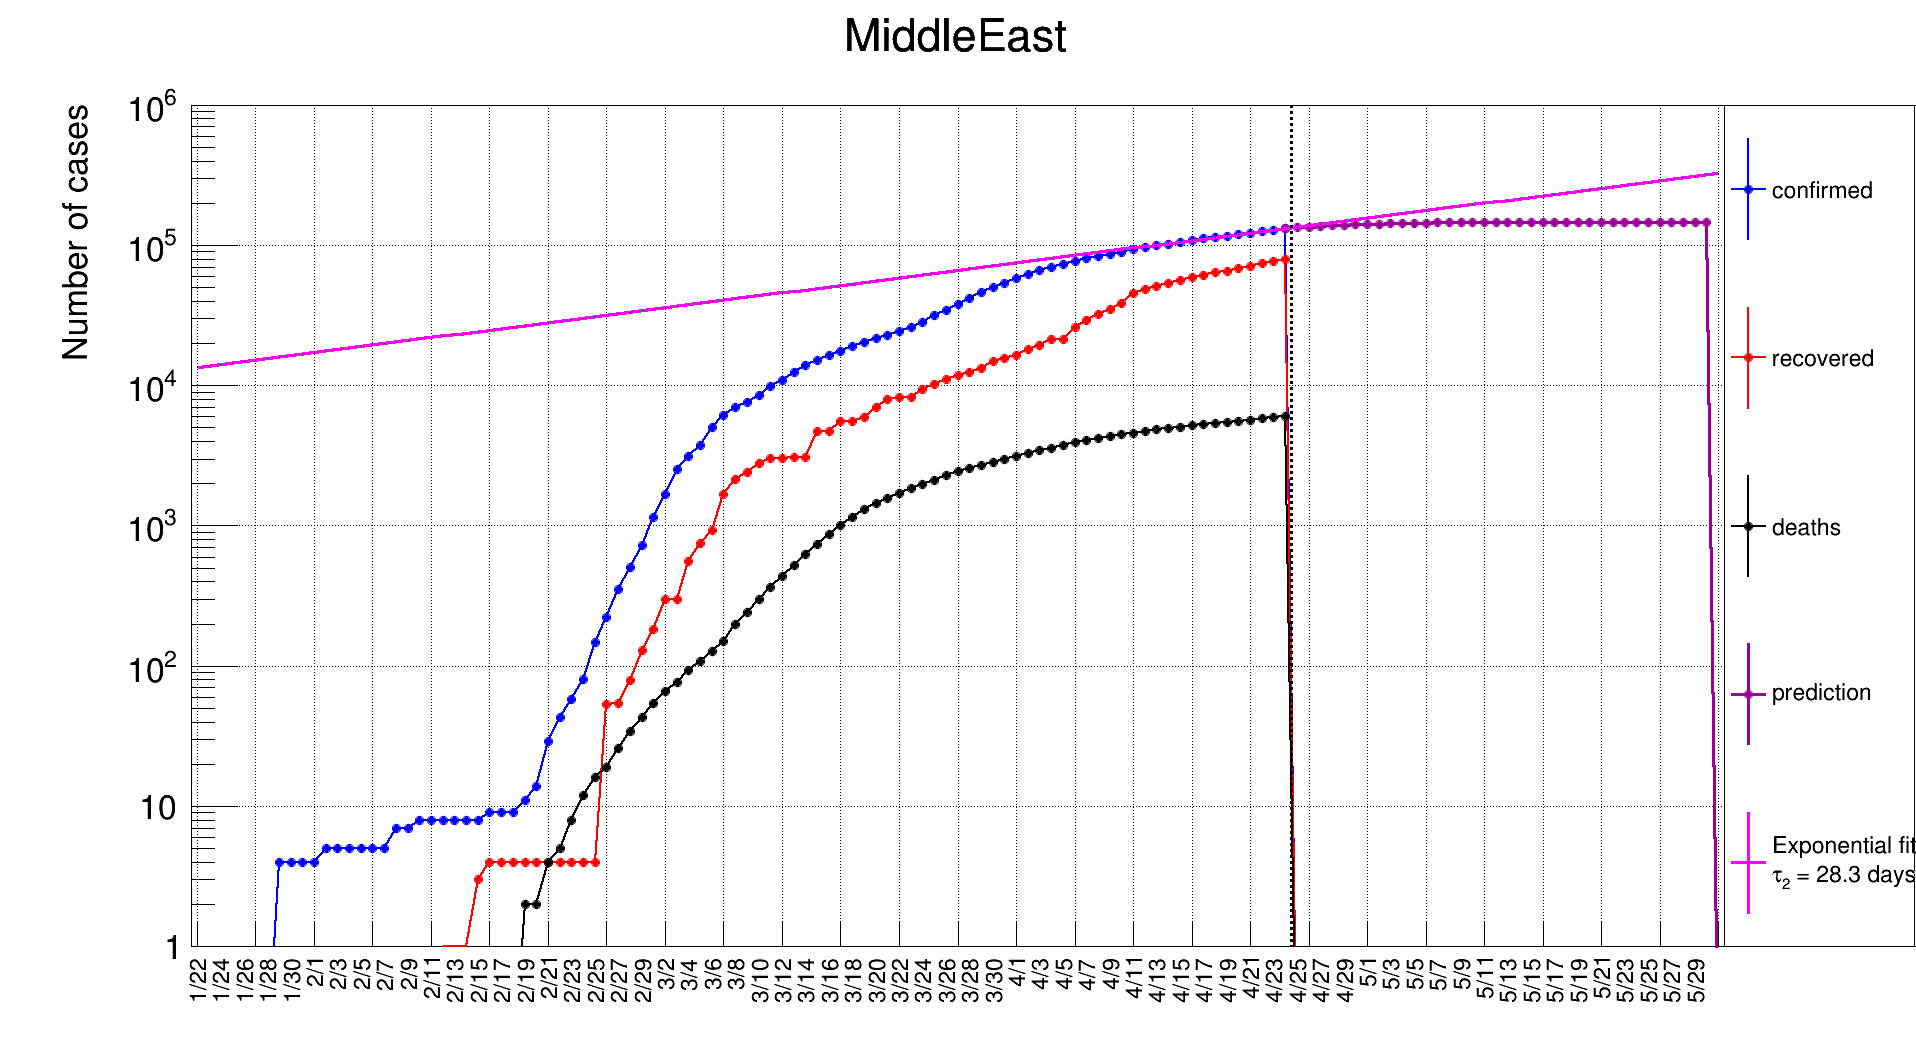 MiddleEast
Number of cases
10^6
10^5
10^4
10^3
10^2
10
1
1/22 1/24 1/26 1/28 1/30 2/1 2/3 2/5 2/7 2/9 2/11 2/13 2/15 2/17 2/19 2/21 2/23 2/25 2/27 2/29 3/2 3/4 3/6 3/8 3/10 3/12 3/14 3/16 3/18 3/20 3/22 3/24 3/26 3/28 3/30 4/1 4/3 4/5 4/7 4/9 4/11 4/13 4/15 4/17 4/19 4/21 4/23 4/25 4/27 4/29 5/1 5/3 5/5 5/7 5/9 5/11 5/13 5/15 5/17 5/19 5/21 5/23 5/25 5/27 5/29
confirmed
recovered
deaths
prediction
Exponential fit
τ₂ = 28.3 days